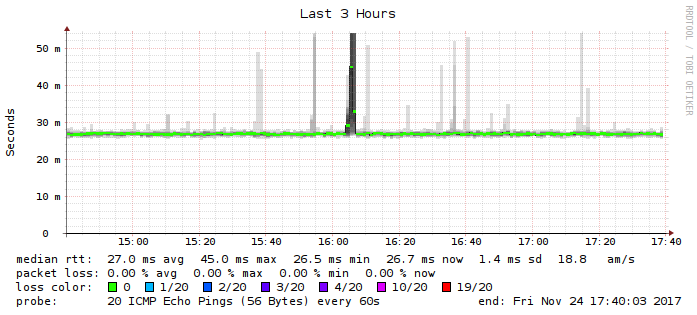 Last 3 Hours
RRDTOOL / TOBI OETIKER
Seconds
50 m
40 m
30 m
20 m
10 m
0
15:00 15:20 15:40 16:00 16:20 16:40 17:00 17:20 17:40
median rtt: 27.0 ms avg 45.0 ms max 26.5 ms min 26.7 ms now 1.4 ms sd 18.8 am/s
packet loss: 0.00 % avg 0.00 % max 0.00 % min 0.00 % now
loss color: 0 1/20 2/20 3/20 4/20 10/20 19/20
probe: 20 ICMP Echo Pings (56 Bytes) every 60s end: Fri Nov 24 17:40:03 2017